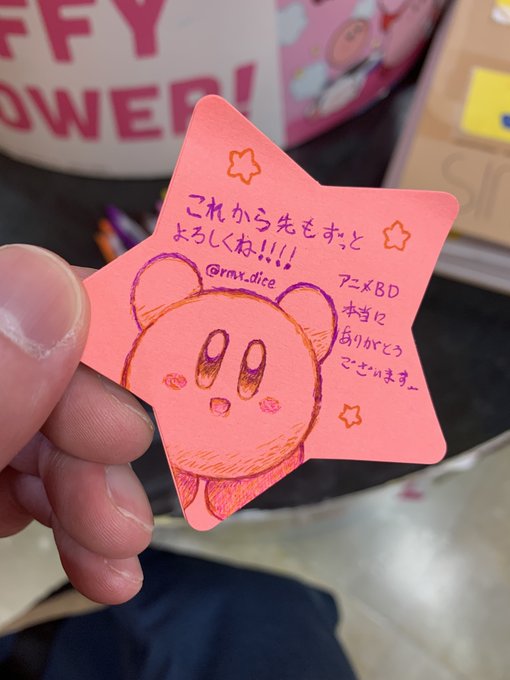 FFY
OWER!
これから先もずっと
よろしくね!!!!
@rmx_dice
アニメBD
本当に
ありがとう
ございます。